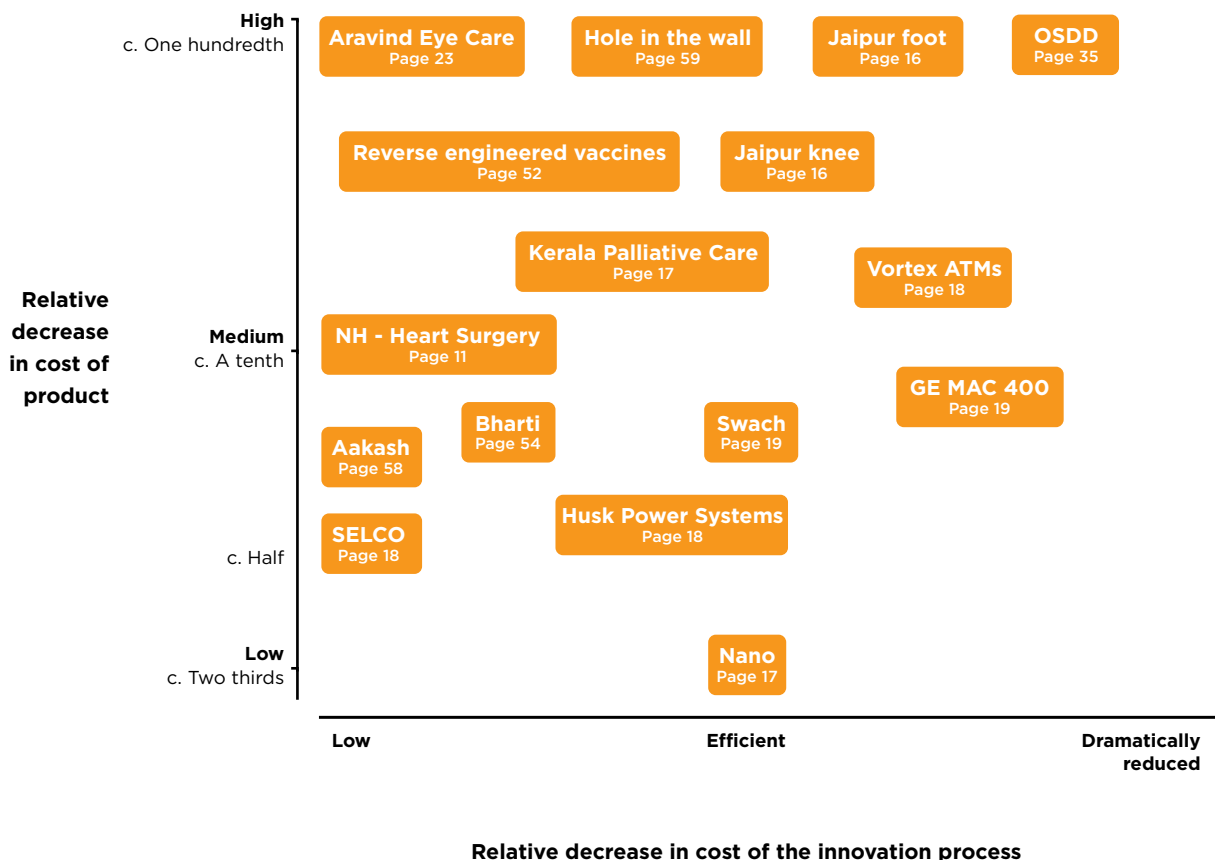 High
c. One hundredth
Aravind Eye Care
Page 23
Hole in the wall
Page 59
Jaipur foot
Page 16
OSDD
Page 35
Reverse engineered vaccines
Page 52
Jaipur knee
Page 16
Kerala Palliative Care
Page 17
Vortex ATMs
Page 18
Relative
decrease
in cost of
product
Medium
c. A tenth
NH - Heart Surgery
Page 11
GE MAC 400
Page 19
Bharti
Page 54
Swach
Page 19
Aakash
Page 58
Husk Power Systems
Page 18
SELCO
Page 18
c. Half
Low
c. Two thirds
Nano
Page 17
Low
Efficient
Dramatically
reduced
Relative decrease in cost of the innovation process